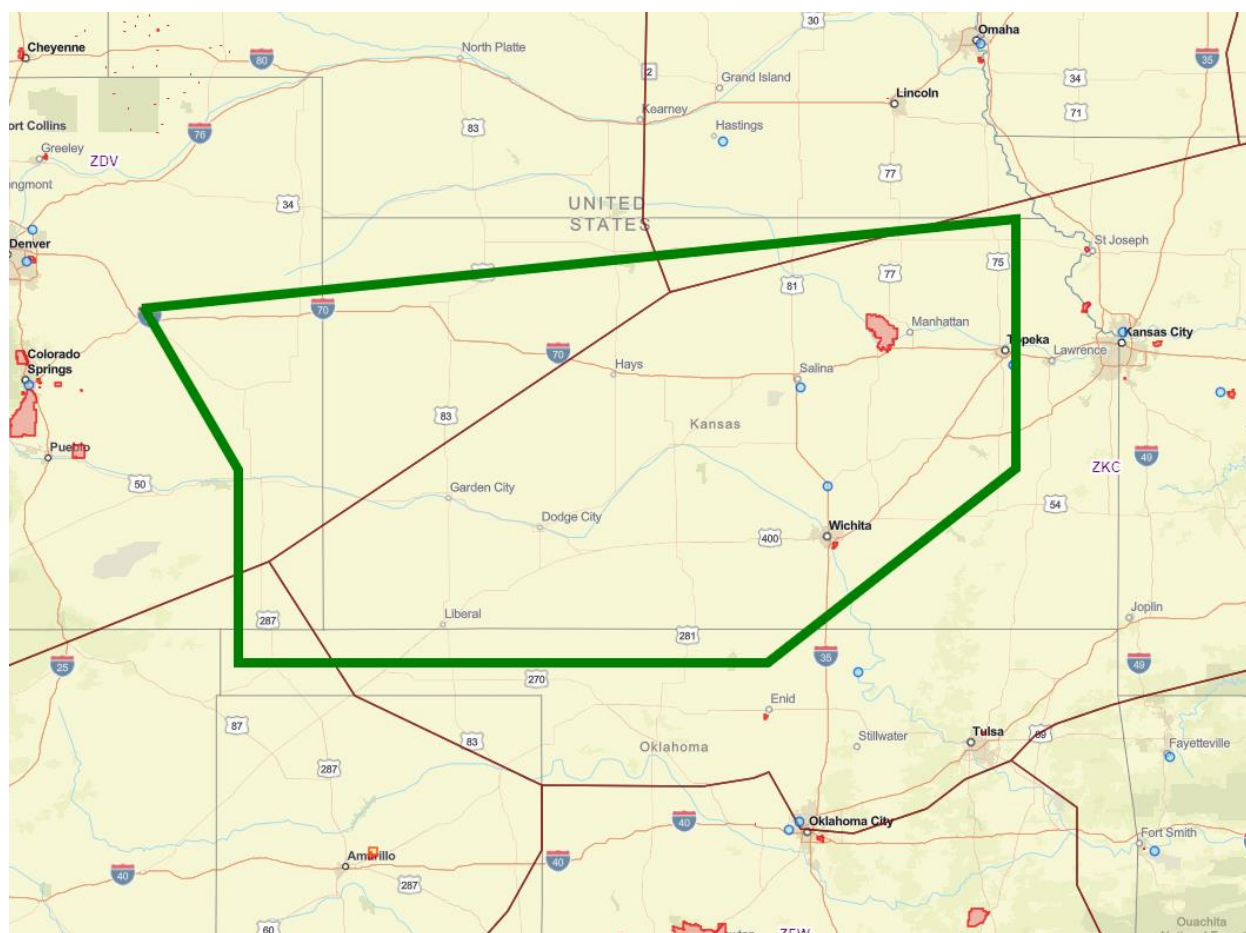 30
Omaha
Cheyenne
North Platte
80
35
2
Grand Island
34
Lincoln
Kearney
71
ort Collins
76
83
Hastings
Greeley
ZDV
77
ongmont
34
UNITED
STATES
Denver
St Joseph
75
77
81
70
Manhattan
Kansas City
Topeka
Colorado
Springs
70
Lawrence
Hays
Salina
83
Kansas
Pueblo
49
ZKC
50
Garden City
54
Dodge City
Wichita
400
Joplin
Liberal
287
281
25
35
49
270
Enid
87
83
Oklahoma
Stillwater
Tulsa
69
Fayetteville
287
40
Oklahoma City
Fort Smith
Amarillo
40
40
287
60
ZFW
Ouachita